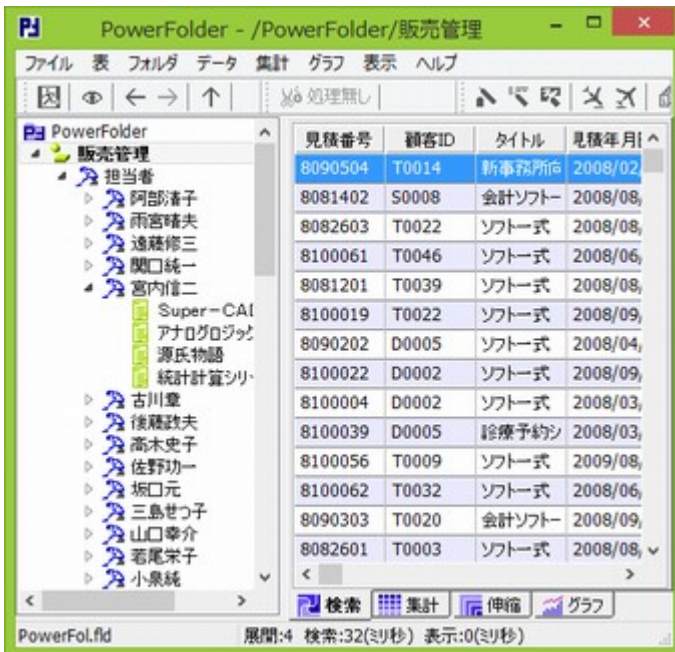 PowerFolder - /PowerFolder/販売管理
ファイル 表 フォルダ データ 集計 グラフ 表示 ヘルプ
処理無し
PowerFolder
販売管理
担当者
阿部渚子
雨宮晴夫
遠藤修三
関口純一
宮内信二
Super-CAD
アナログロジック
源氏物語
統計計算シリ
古川章
後藤政夫
高木史子
佐野功一
坂口元
三島せつ子
山口幸介
若尾栄子
小泉純
見積番号 顧客ID タイトル 見積年月
8090504 T0014 新事務所向 2008/02/
8081402 S0008 会計ソフトー 2008/08/
8082603 T0022 ソフト一式 2008/08/
8100061 T0046 ソフト一式 2008/06/
8081201 T0039 ソフト一式 2008/08/
8100019 T0022 ソフト一式 2008/09/
8090202 D0005 ソフト一式 2008/04/
8100022 D0002 ソフト一式 2008/09/
8100004 D0002 ソフト一式 2008/03/
8100039 D0005 診療予約シ 2008/03/
8100056 T0009 ソフト一式 2009/08/
8100062 T0032 ソフト一式 2008/06/
8090303 T0020 会計ソフトー 2008/09/
8082601 T0003 ソフト一式 2008/08/
検索 集計 伸縮 グラフ
PowerFol.fld 展開:4 検索:32(ミリ秒) 表示:0(ミリ秒)